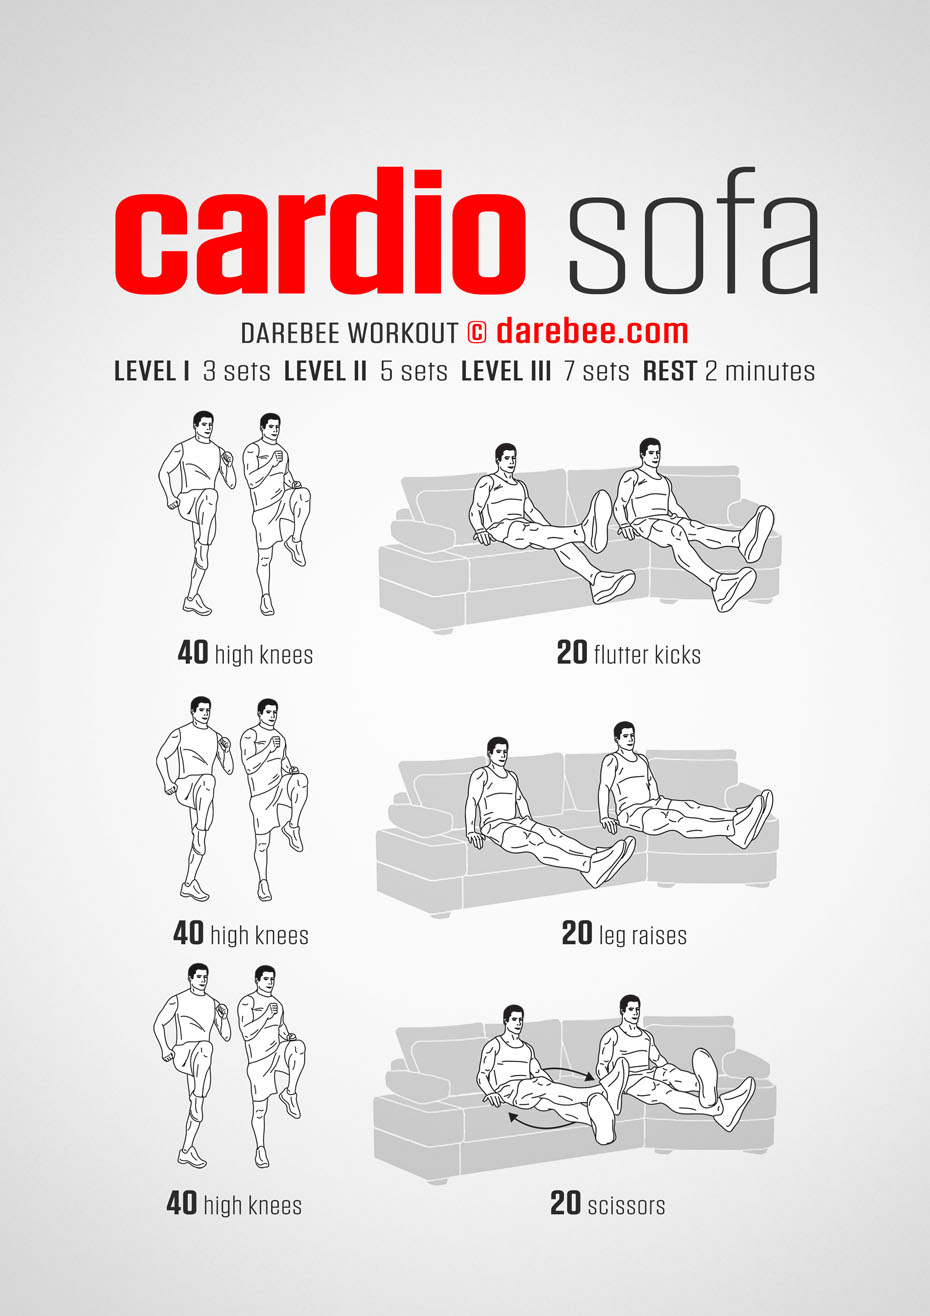 cardio sofa
DAREBEE WORKOUT © darebee.com
LEVEL I 3 sets LEVEL II 5 sets LEVEL III 7 sets REST 2 minutes
40 high knees
20 flutter kicks
40 high knees
20 leg raises
40 high knees
20 scissors